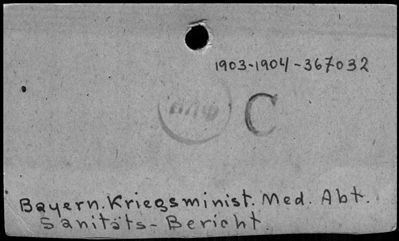 1903-1904-367032
C
Bayern. Kriegsminist. Med. Abt.
Sanitäts-Bericht.